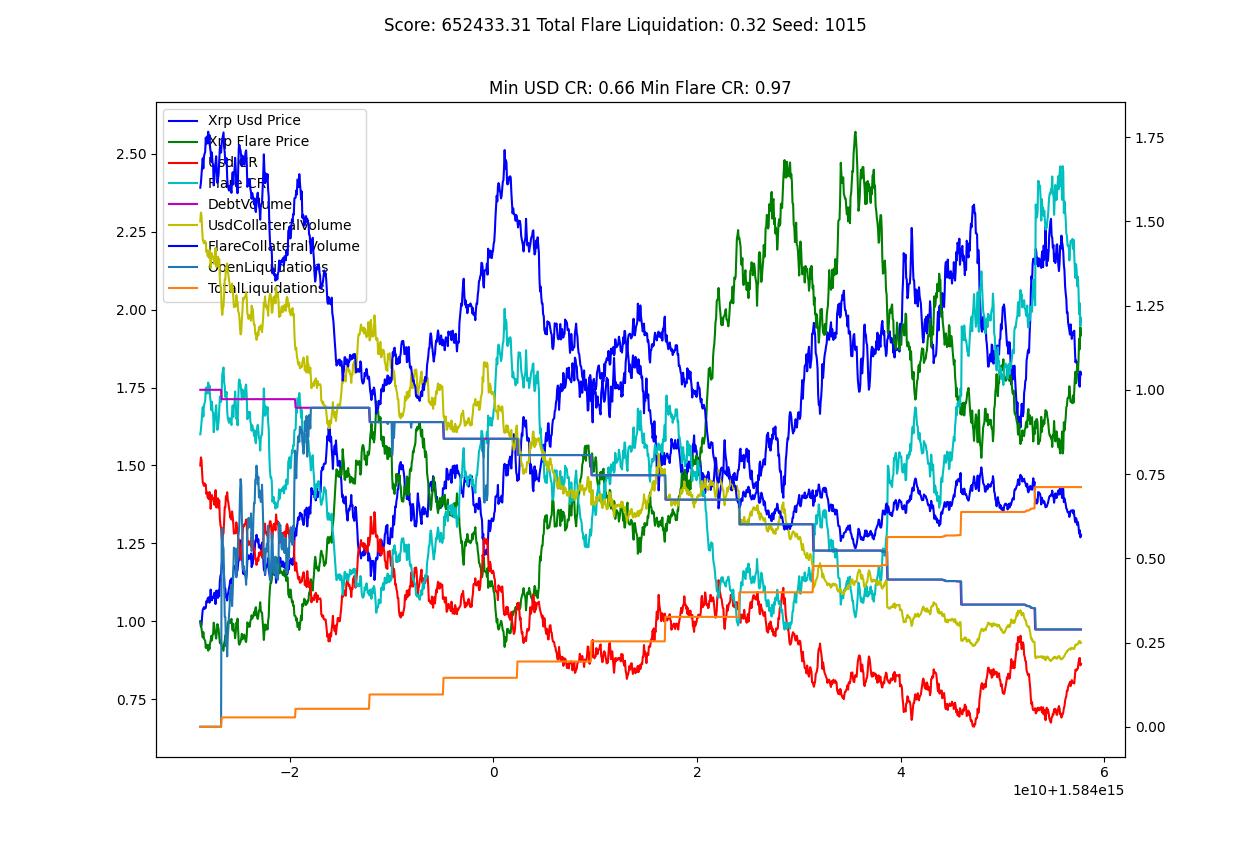 Score: 652433.31 Total Flare Liquidation: 0.32 Seed: 1015
Min USD CR: 0.66 Min Flare CR: 0.97
Xrp Usd Price
Xrp Flare Price
Usd CR
Flare CR
DebtVolume
UsdCollateralVolume
FlareCollateralVolume
OpenLiquidations
TotalLiquidations
2.50
2.25
2.00
1.75
1.50
1.25
1.00
0.75
1.75
1.50
1.25
1.00
0.75
0.50
0.25
0.00
−2
0
2
4
6
1e10+1.584e15